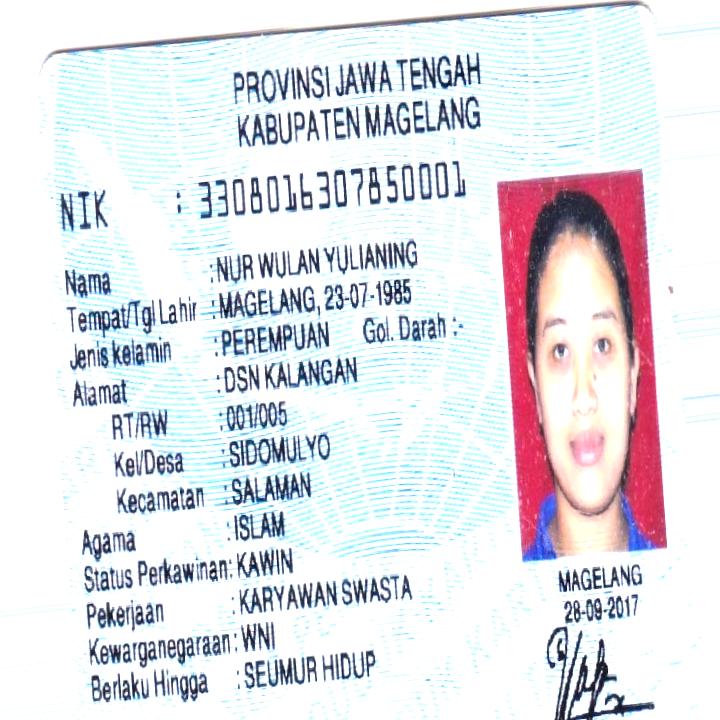 PROVINSI JAWA TENGAH
KABUPATEN MAGELANG
NIK : 3308016307850001
Nama : NUR WULAN YULIANING
Tempat/Tgl Lahir : MAGELANG, 23-07-1985
Jenis kelamin : PEREMPUAN Gol. Darah :-
Alamat : DSN KALANGAN
RT/RW : 001/005
Kel/Desa : SIDOMULYO
Kecamatan : SALAMAN
Agama : ISLAM
Status Perkawinan: KAWIN
Pekerjaan : KARYAWAN SWASTA
Kewarganegaraan: WNI
Berlaku Hingga : SEUMUR HIDUP
MAGELANG
28-09-2017